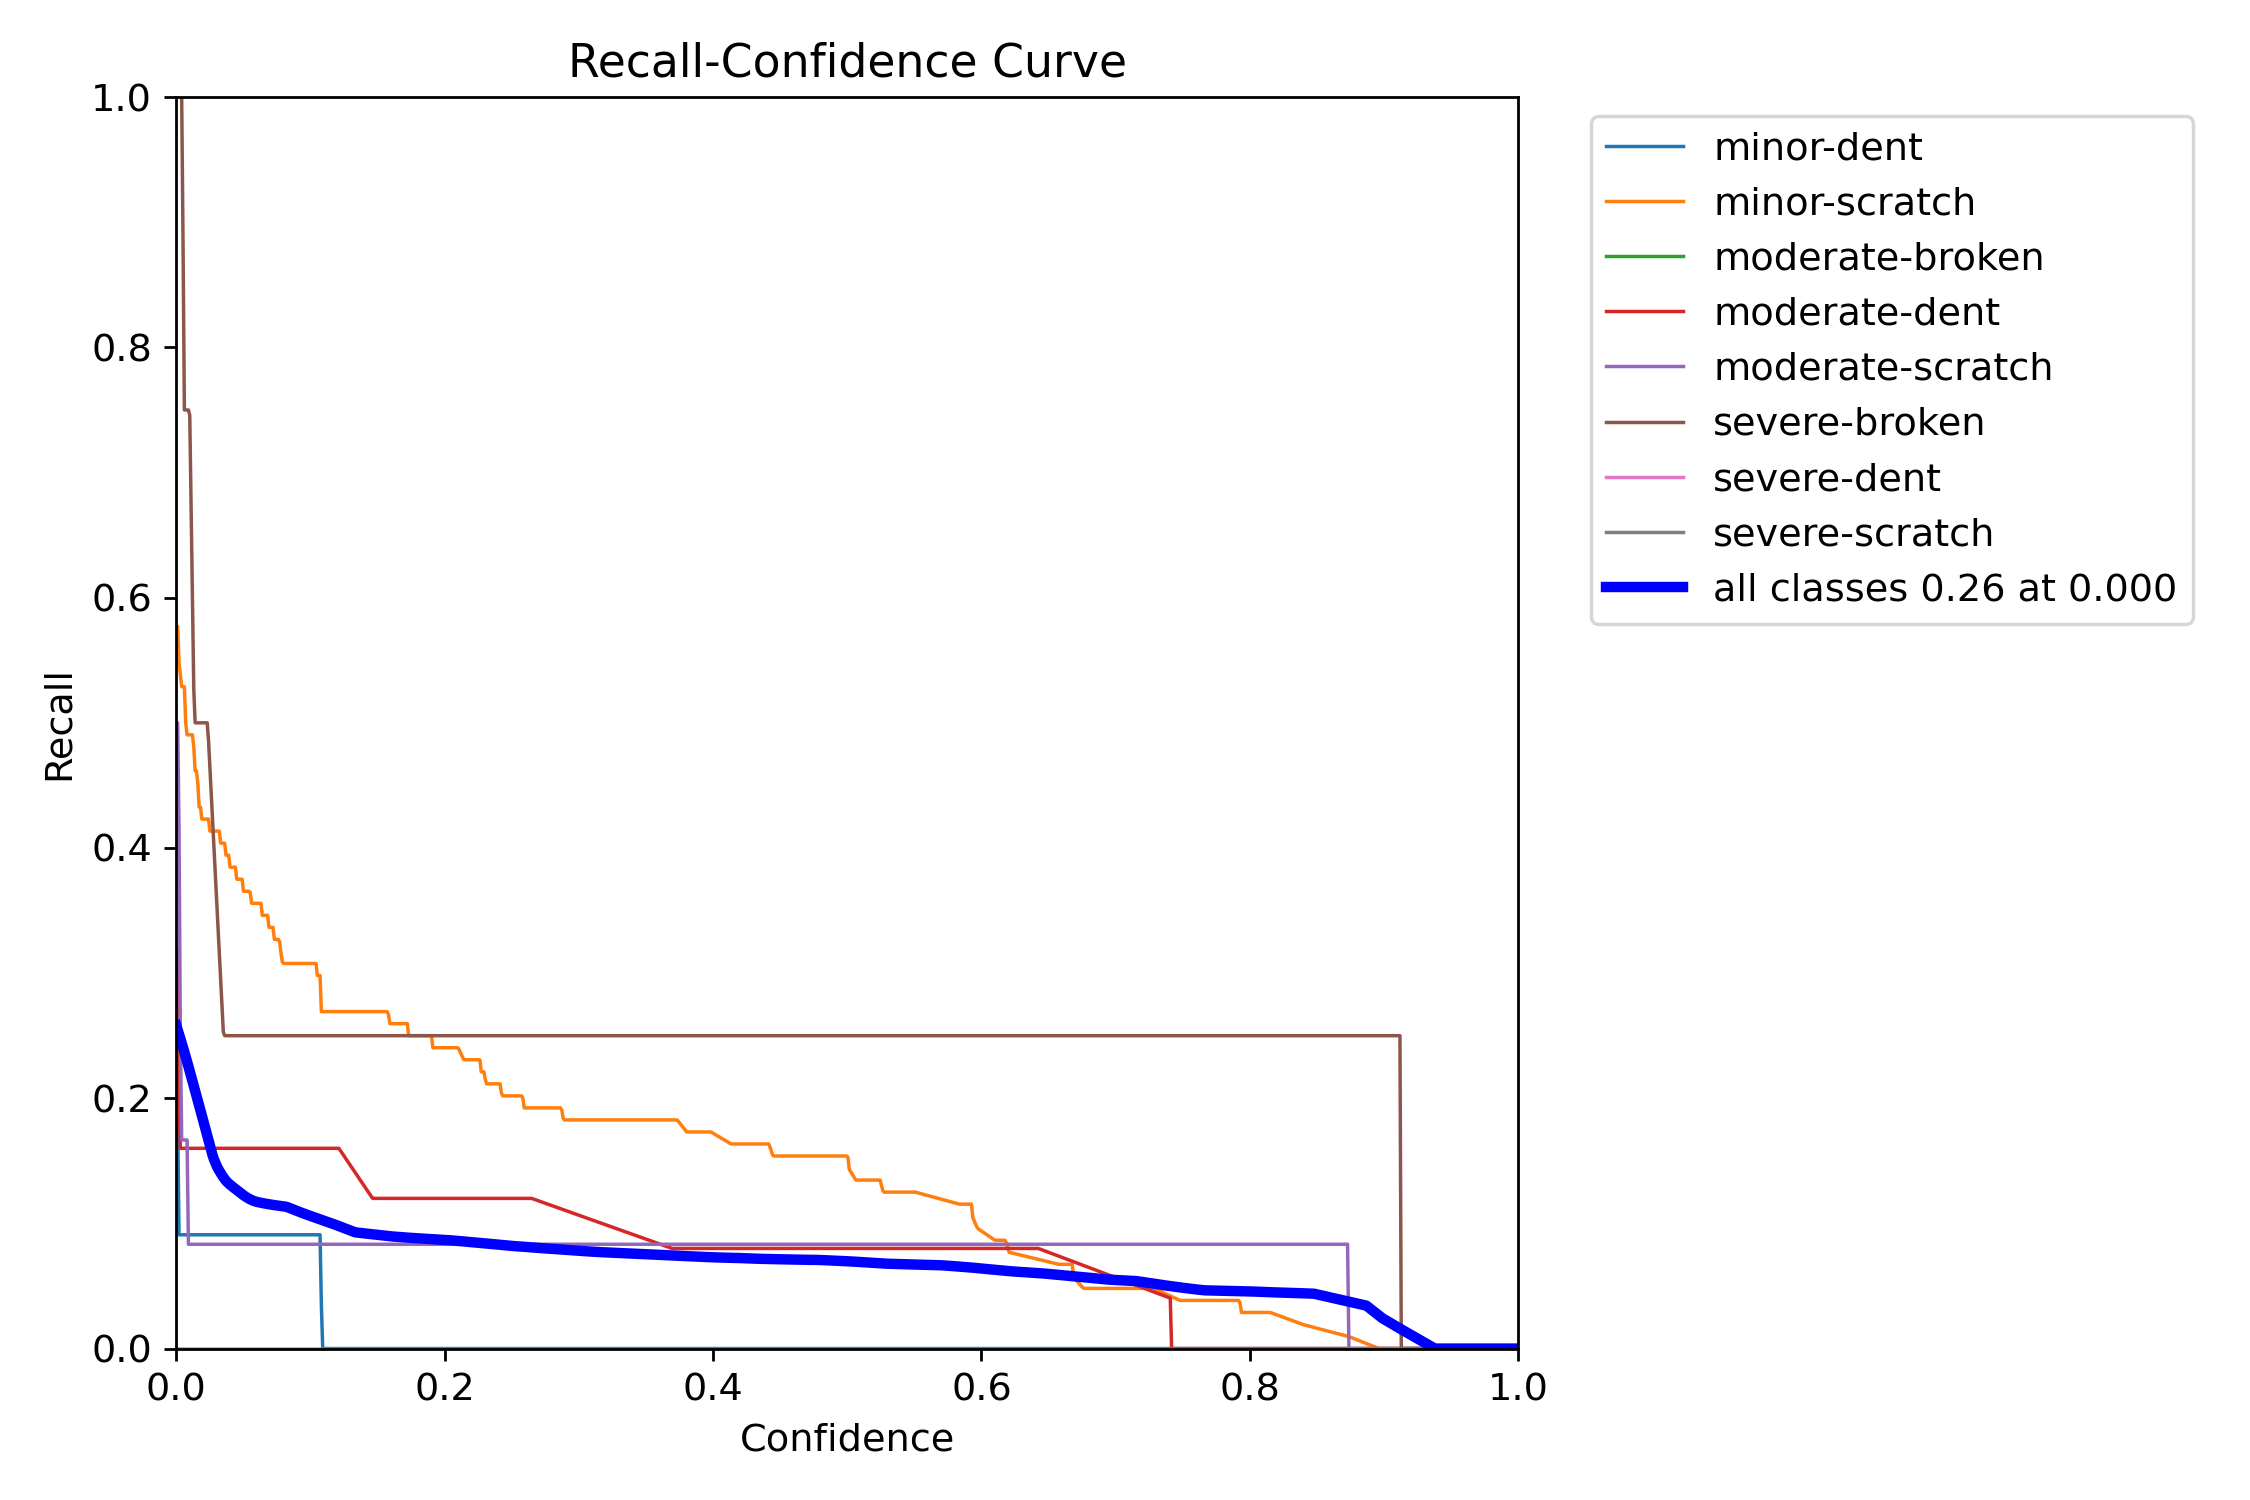 Recall-Confidence Curve
1.0
0.8
0.6
0.4
0.2
0.0
Recall
0.0 0.2 0.4 0.6 0.8 1.0
Confidence
minor-dent
minor-scratch
moderate-broken
moderate-dent
moderate-scratch
severe-broken
severe-dent
severe-scratch
all classes 0.26 at 0.000